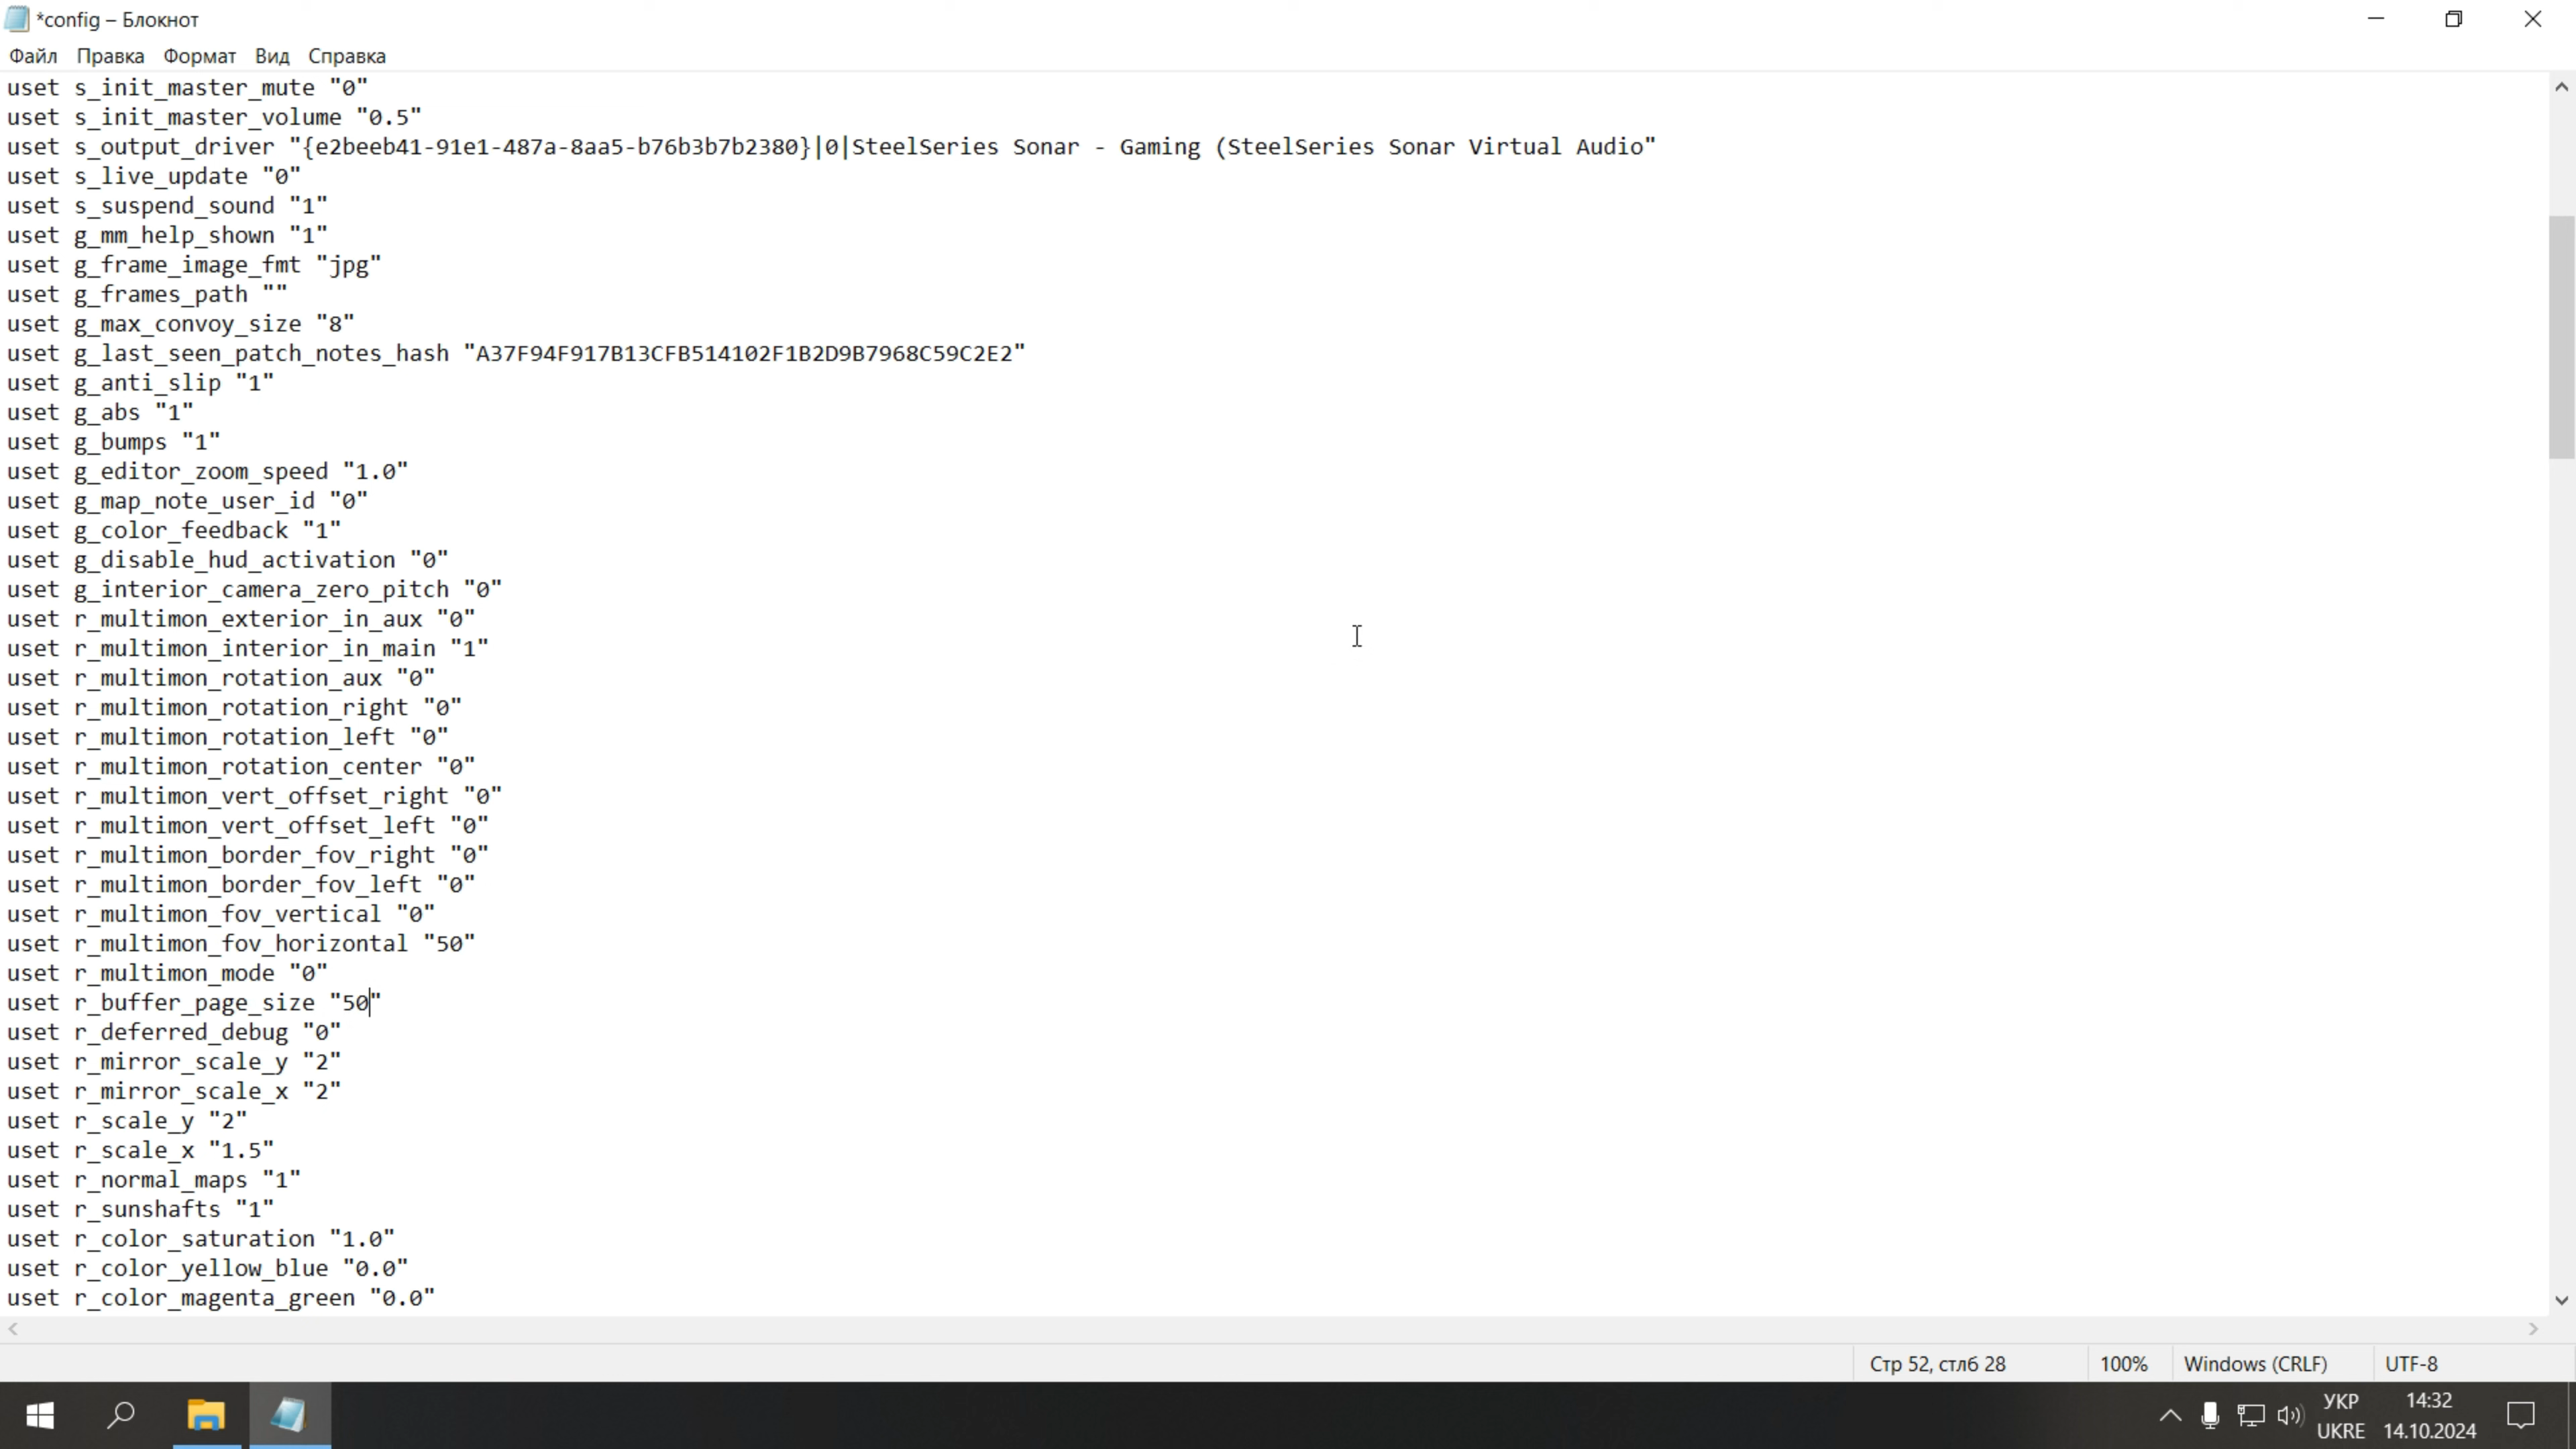 *config – Блокнот
Файл Правка Формат Вид Справка
uset s_init_master_mute "0"
uset s_init_master_volume "0.5"
uset s_output_driver "{e2beeb41-91e1-487a-8aa5-b76b3b7b2380}|0|SteelSeries Sonar - Gaming (SteelSeries Sonar Virtual Audio"
uset s_live_update "0"
uset s_suspend_sound "1"
uset g_mm_help_shown "1"
uset g_frame_image_fmt "jpg"
uset g_frames_path ""
uset g_max_convoy_size "8"
uset g_last_seen_patch_notes_hash "A37F94F917B13CFB514102F1B2D9B7968C59C2E2"
uset g_anti_slip "1"
uset g_abs "1"
uset g_bumps "1"
uset g_editor_zoom_speed "1.0"
uset g_map_note_user_id "0"
uset g_color_feedback "1"
uset g_disable_hud_activation "0"
uset g_interior_camera_zero_pitch "0"
uset r_multimon_exterior_in_aux "0"
uset r_multimon_interior_in_main "1"
uset r_multimon_rotation_aux "0"
uset r_multimon_rotation_right "0"
uset r_multimon_rotation_left "0"
uset r_multimon_rotation_center "0"
uset r_multimon_vert_offset_right "0"
uset r_multimon_vert_offset_left "0"
uset r_multimon_border_fov_right "0"
uset r_multimon_border_fov_left "0"
uset r_multimon_fov_vertical "0"
uset r_multimon_fov_horizontal "50"
uset r_multimon_mode "0"
uset r_buffer_page_size "50"
uset r_deferred_debug "0"
uset r_mirror_scale_y "2"
uset r_mirror_scale_x "2"
uset r_scale_y "2"
uset r_scale_x "1.5"
uset r_normal_maps "1"
uset r_sunshafts "1"
uset r_color_saturation "1.0"
uset r_color_yellow_blue "0.0"
uset r_color_magenta_green "0.0"
Стр 52, стлб 28 100% Windows (CRLF) UTF-8
УКР 14:32
UKRE 14.10.2024